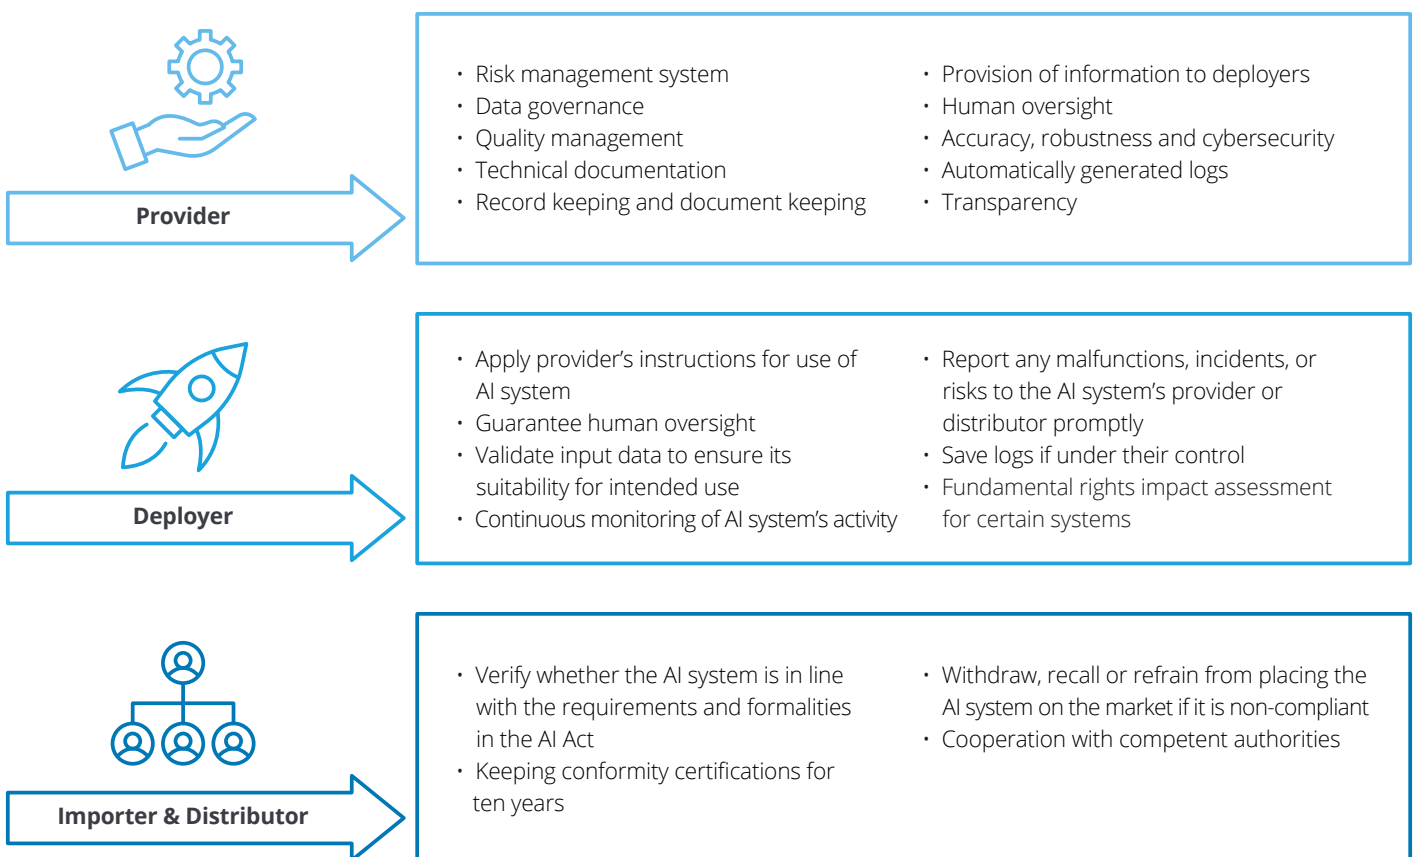 Provider
· Risk management system
· Data governance
· Quality management
· Technical documentation
· Record keeping and document keeping
· Provision of information to deployers
· Human oversight
· Accuracy, robustness and cybersecurity
· Automatically generated logs
· Transparency
Deployer
· Apply provider’s instructions for use of
AI system
· Guarantee human oversight
· Validate input data to ensure its
suitability for intended use
· Continuous monitoring of AI system’s activity
· Report any malfunctions, incidents, or
risks to the AI system’s provider or
distributor promptly
· Save logs if under their control
· Fundamental rights impact assessment
for certain systems
Importer & Distributor
· Verify whether the AI system is in line
with the requirements and formalities
in the AI Act
· Keeping conformity certifications for
ten years
· Withdraw, recall or refrain from placing the
AI system on the market if it is non-compliant
· Cooperation with competent authorities